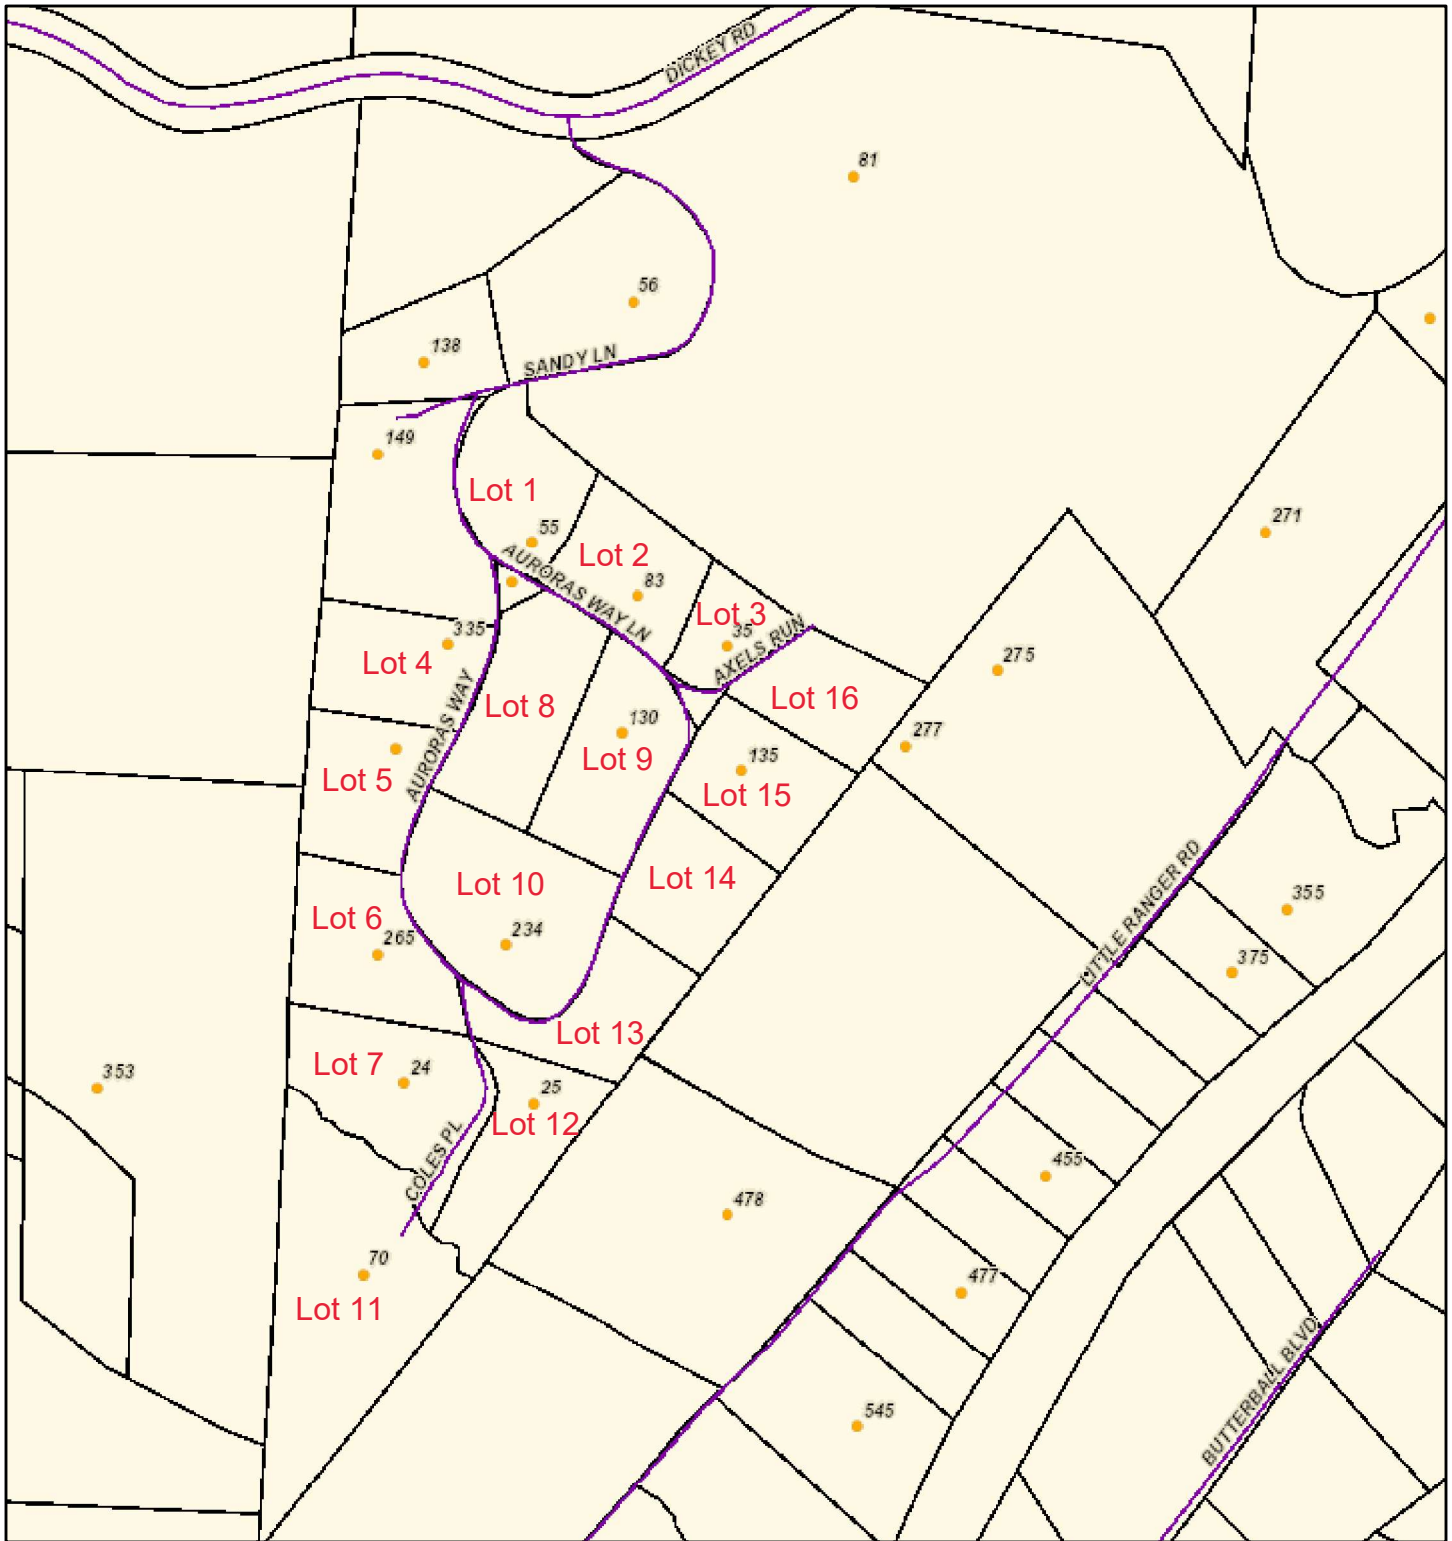 DICKEY RD
81
56
138
SANDY LN
149
Lot 1
271
55
Lot 2
AURORAS WAY LN
83
Lot 3
35
AXELS RUN
335
Lot 4
275
Lot 16
Lot 8
130
277
AURORAS WAY
Lot 9
135
Lot 5
Lot 15
Lot 10
Lot 14
LITTLE RANGER RD
355
Lot 6
234
265
375
Lot 13
Lot 7
24
353
25
Lot 12
COLES PL
455
478
70
477
Lot 11
BUTTERBALL BLVD
545